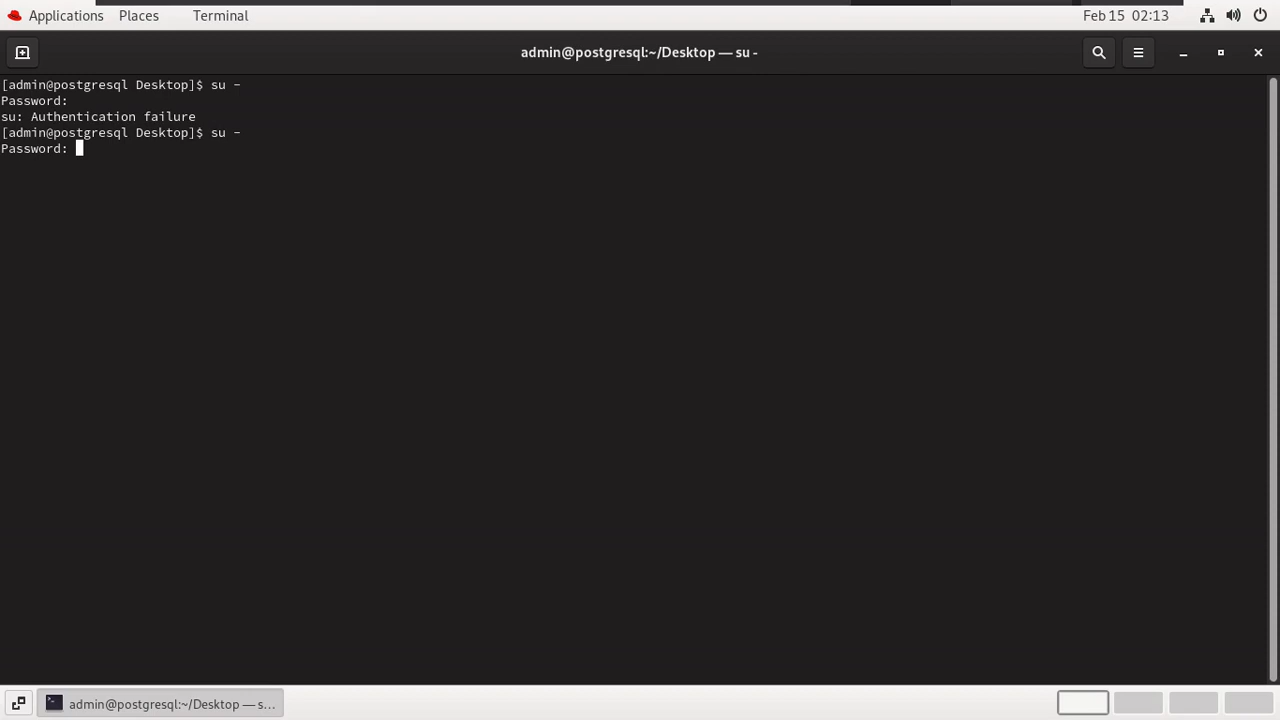 Applications Places Terminal Feb 15 02:13
admin@postgresql:~/Desktop — su -
[admin@postgresql Desktop]$ su -
Password:
su: Authentication failure
[admin@postgresql Desktop]$ su -
Password:
admin@postgresql:~/Desktop — s...